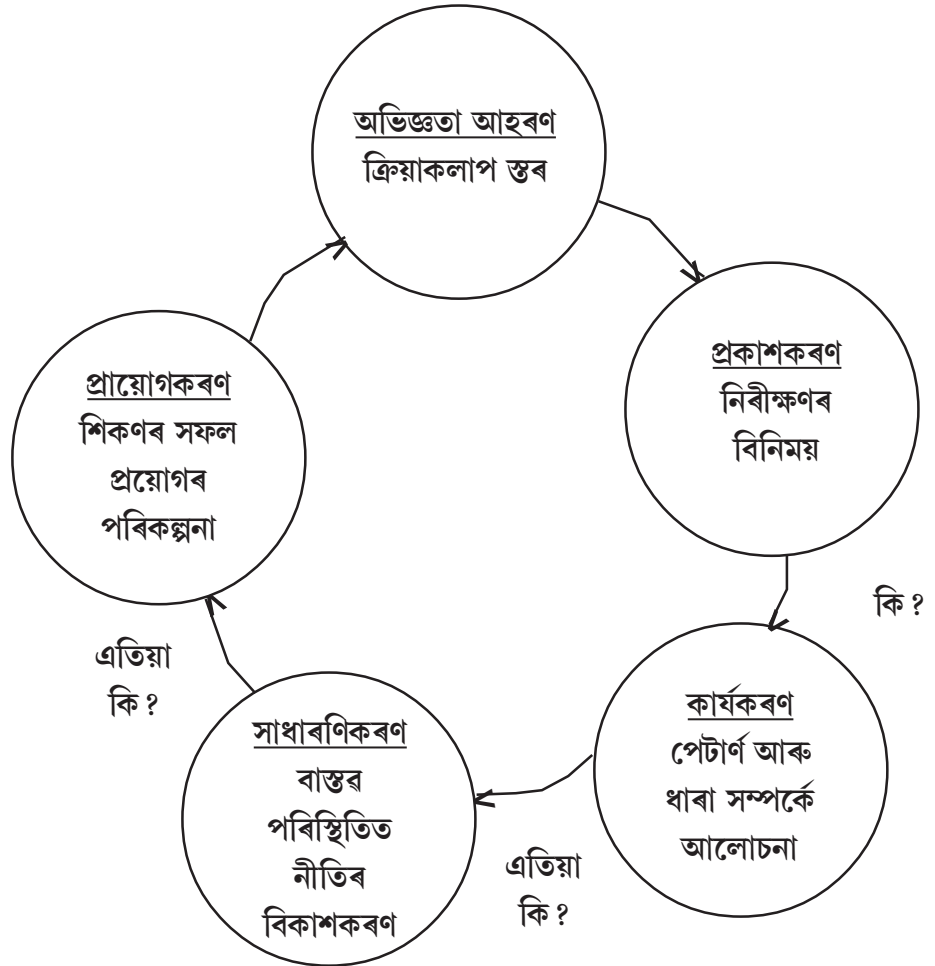 অভিজ্ঞতা আহৰণ
ক্ৰিয়াকলাপ স্তৰ
প্ৰকাশকৰণ
নিৰীক্ষণৰ
বিনিময়
কি ?
কাৰ্যকৰণ
পেটাৰ্ণ আৰু
ধাৰা সম্পৰ্কে
আলোচনা
এতিয়া
কি ?
সাধাৰণিকৰণ
বাস্তৱ
পৰিস্থিতিত
নীতিৰ
বিকাশকৰণ
এতিয়া
কি ?
প্ৰায়োগকৰণ
শিকণৰ সফল
প্ৰয়োগৰ
পৰিকল্পনা